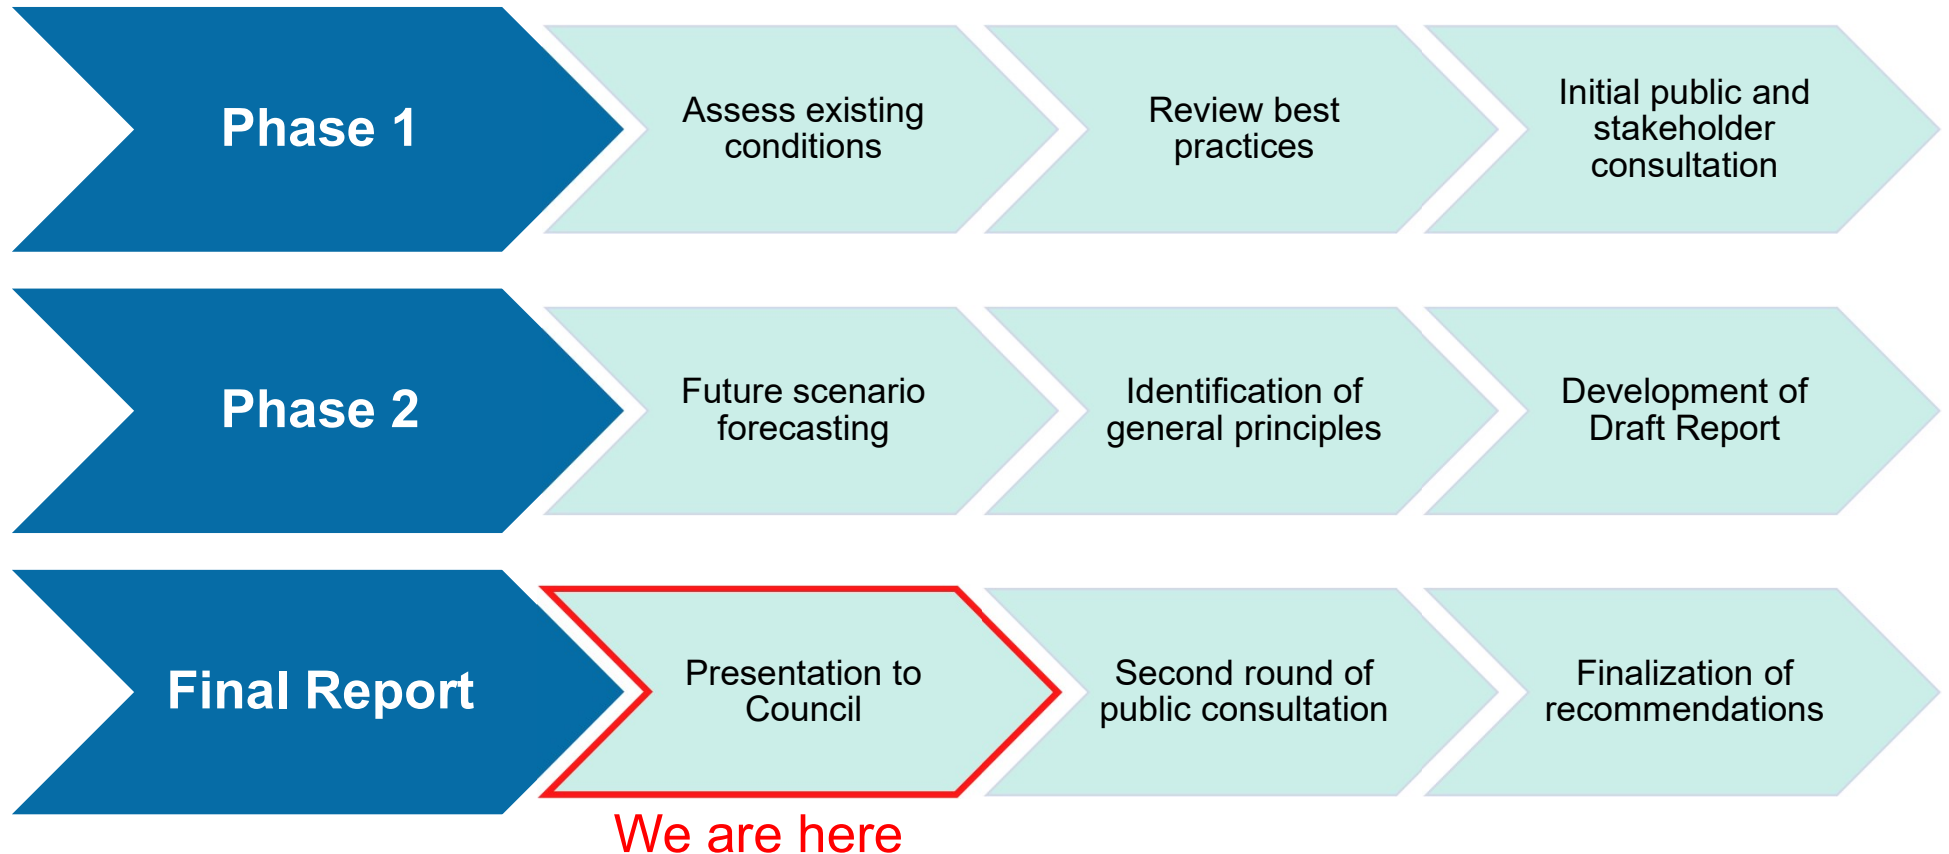 Phase 1
Assess existing
conditions
Review best
practices
Initial public and
stakeholder
consultation
Phase 2
Future scenario
forecasting
Identification of
general principles
Development of
Draft Report
Final Report
Presentation to
Council
Second round of
public consultation
Finalization of
recommendations
We are here